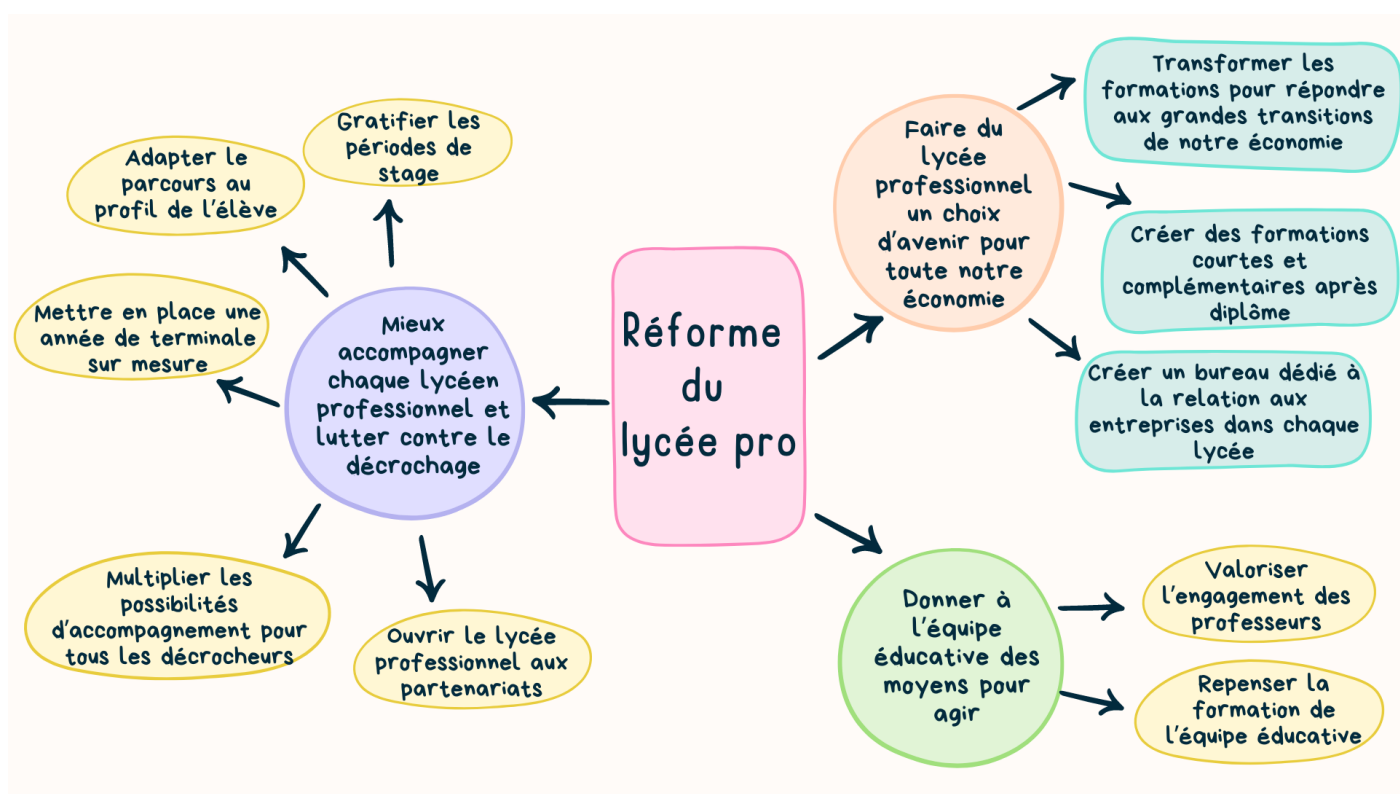 Réforme
du
lycée pro
Mieux
accompagner
chaque lycéen
professionnel et
lutter contre le
décrochage
Gratifier les
périodes de
stage
Adapter le
parcours au
profil de l'élève
Mettre en place une
année de terminale
sur mesure
Multiplier les
possibilités
d'accompagnement pour
tous les décrocheurs
Ouvrir le lycée
professionnel aux
partenariats
Faire du
lycée
professionnel
un choix
d'avenir pour
toute notre
économie
Transformer les
formations pour répondre
aux grandes transitions
de notre économie
Créer des formations
courtes et
complémentaires après
diplôme
Créer un bureau dédié à
la relation aux
entreprises dans chaque
lycée
Donner à
l'équipe
éducative des
moyens pour
agir
Valoriser
l'engagement des
professeurs
Repenser la
formation de
l'équipe éducative